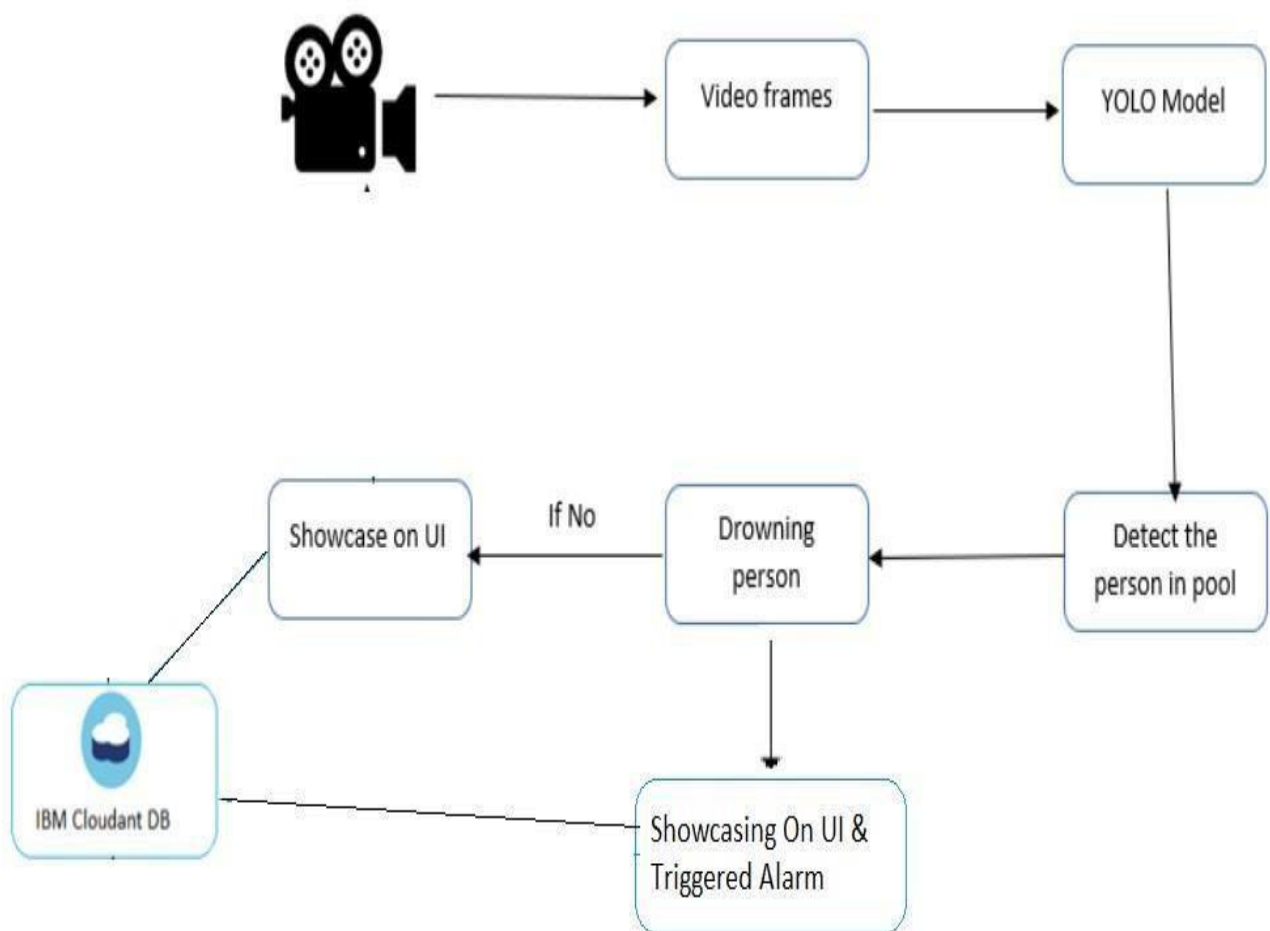 Video frames
YOLO Model
Showcase on UI
If No
Drowning
person
Detect the
person in pool
IBM Cloudant DB
Showcasing On UI &
Triggered Alarm